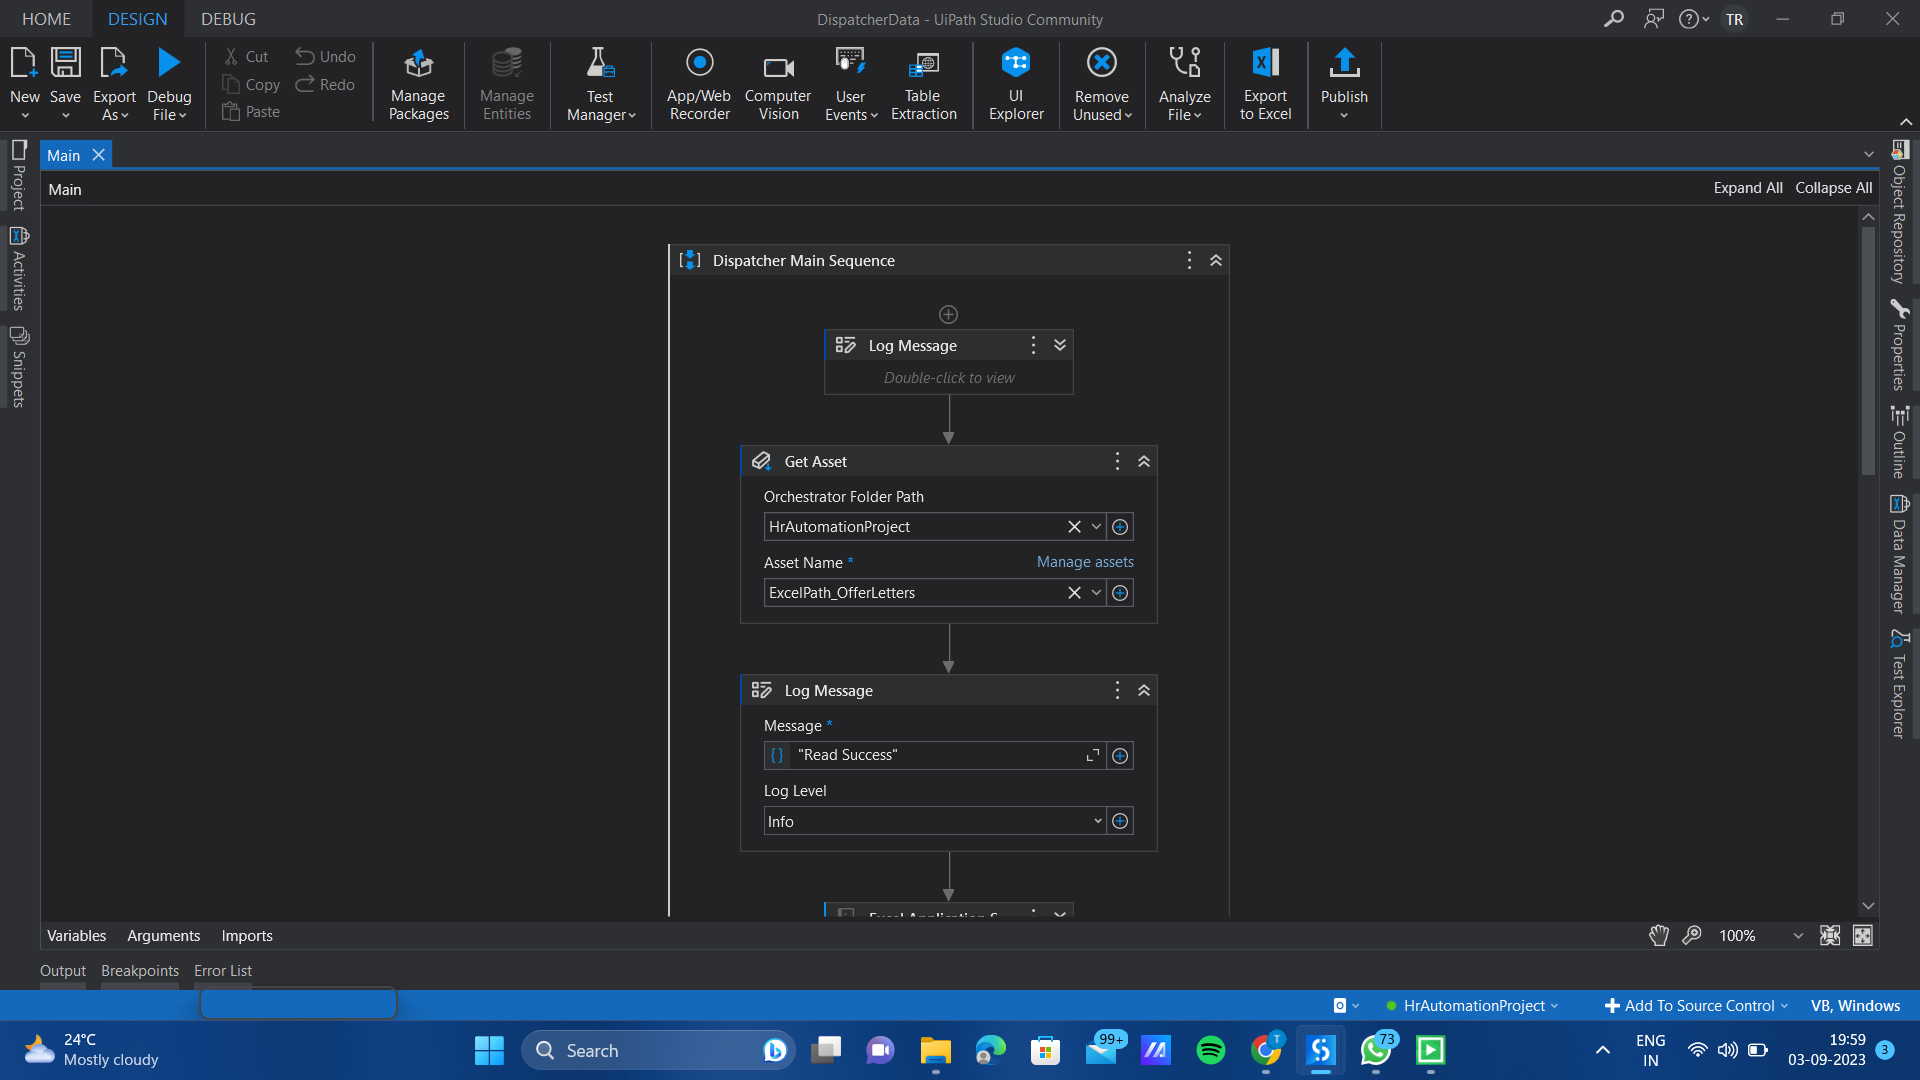 HOME DESIGN DEBUG
DispatcherData - UiPath Studio Community
TR
New
Save
Export As
Debug File
Cut
Copy
Paste
Undo
Redo
Manage Packages
Manage Entities
Test Manager
App/Web Recorder
Computer Vision
User Events
Table Extraction
UI Explorer
Remove Unused
Analyze File
Export to Excel
Publish
Project
Activities
Snippets
Main
Main
Expand All Collapse All
Dispatcher Main Sequence
Log Message
Double-click to view
Get Asset
Orchestrator Folder Path
HrAutomationProject
Asset Name *
Manage assets
ExcelPath_OfferLetters
Log Message
Message *
{} "Read Success"
Log Level
Info
Excel Application S
Object Repository
Properties
Outline
Data Manager
Test Explorer
Variables Arguments Imports
100%
Output Breakpoints Error List
HrAutomationProject
Add To Source Control
VB, Windows
24°C
Mostly cloudy
Search
99+
T
73
ENG
IN
19:59
03-09-2023
3